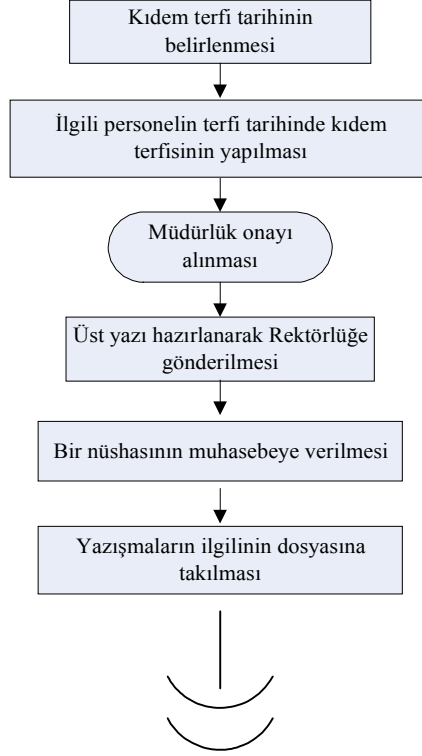 Kıdem terfi tarihinin
belirlenmesi
İlgili personelin terfi tarihinde kıdem
terfisinin yapılması
Müdürlük onayı
alınması
Üst yazı hazırlanarak Rektörlüğe
gönderilmesi
Bir nüshasının muhasebeye verilmesi
Yazışmaların ilgilinin dosyasına
takılması